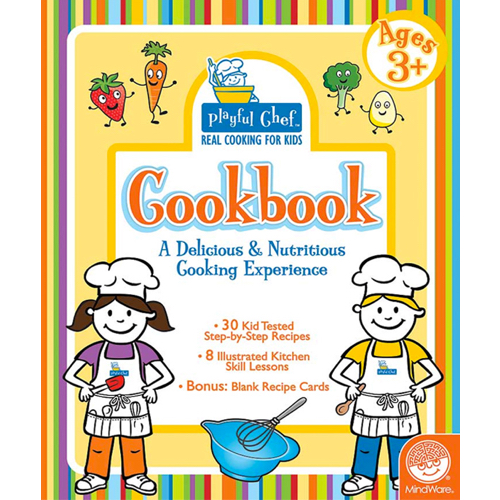 Ages
3+
Playful Chef™
REAL COOKING FOR KIDS
Cookbook
A Delicious & Nutritious
Cooking Experience
• 30 Kid Tested
Step-by-Step Recipes
• 8 Illustrated Kitchen
Skill Lessons
• Bonus: Blank Recipe Cards
MindWare®